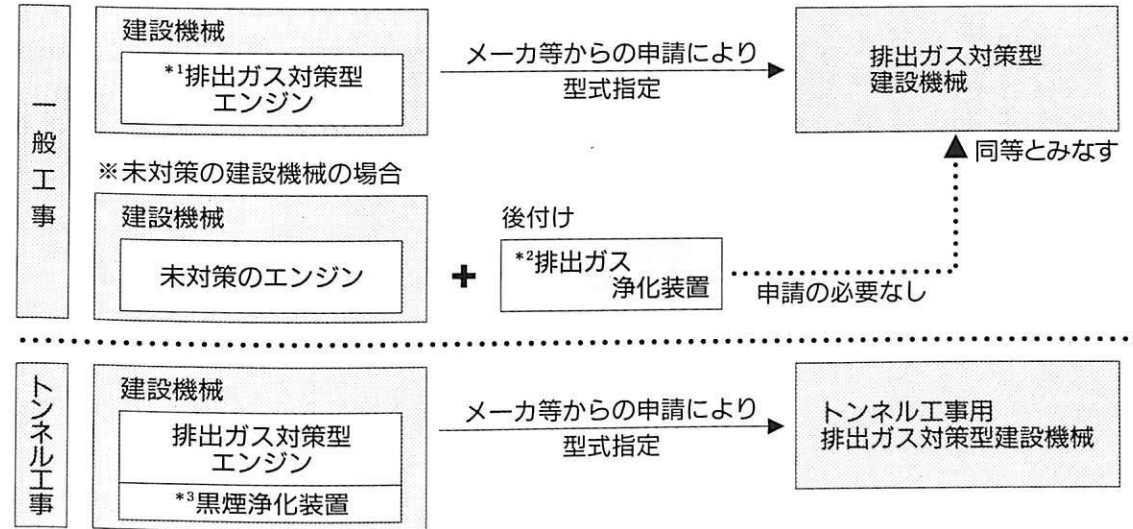 一般工事
建設機械
*1排出ガス対策型
エンジン
メーカ等からの申請により
型式指定
排出ガス対策型
建設機械
同等とみなす
※未対策の建設機械の場合
建設機械
未対策のエンジン
+
後付け
*2排出ガス
浄化装置
申請の必要なし
トンネル工事
建設機械
排出ガス対策型
エンジン
*3黒煙浄化装置
メーカ等からの申請により
型式指定
トンネル工事用
排出ガス対策型建設機械